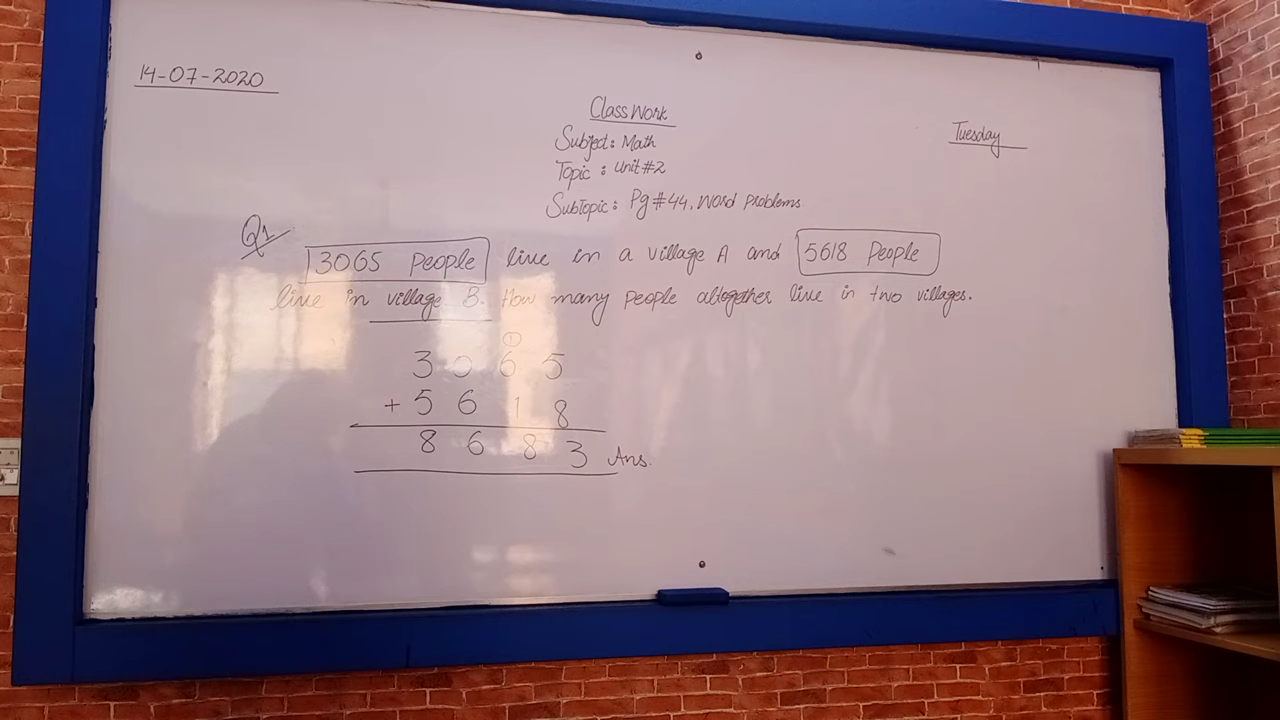 14-07-2020
Class Work
Tuesday
Subject: Math
Topic : Unit #2
SubTopic: Pg #44, Word Problems
Q1
3065 People live in a village A and 5618 People
live in village B. How many people altogether live in two villages.
1
3 0 6 5
+ 5 6 1 8
8 6 8 3 Ans.